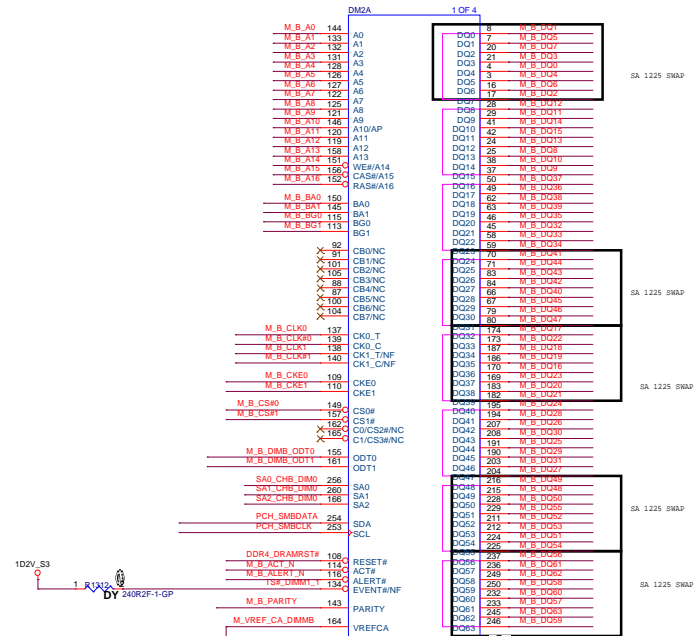 DM2A
1 OF 4
M_B_A0 144 A0
M_B_A1 133 A1
M_B_A2 132 A2
M_B_A3 131 A3
M_B_A4 128 A4
M_B_A5 126 A5
M_B_A6 127 A6
M_B_A7 122 A7
M_B_A8 125 A8
M_B_A9 121 A9
M_B_A10 146 A10/AP
M_B_A11 120 A11
M_B_A12 119 A12
M_B_A13 158 A13
M_B_A14 151 WE#/A14
M_B_A15 156 CAS#/A15
M_B_A16 152 RAS#/A16
M_B_BA0 150 BA0
M_B_BA1 145 BA1
M_B_BG0 115 BG0
M_B_BG1 113 BG1
92 CB0/NC
91 CB1/NC
101 CB2/NC
105 CB3/NC
88 CB4/NC
87 CB5/NC
100 CB6/NC
104 CB7/NC
M_B_CLK0 137 CK0_T
M_B_CLK#0 139 CK0_C
M_B_CLK1 138 CK1_T/NF
M_B_CLK#1 140 CK1_C/NF
M_B_CKE0 109 CKE0
M_B_CKE1 110 CKE1
M_B_CS#0 149 CS0#
M_B_CS#1 157 CS1#
162 C0/CS2#/NC
165 C1/CS3#/NC
M_B_DIMB_ODT0 155 ODT0
M_B_DIMB_ODT1 161 ODT1
SA0_CHB_DIM0 256 SA0
SA1_CHB_DIM0 260 SA1
SA2_CHB_DIM0 166 SA2
PCH_SMBDATA 254 SDA
PCH_SMBCLK 253 SCL
DDR4_DRAMRST# 108 RESET#
M_B_ACT_N 114 ACT#
M_B_ALERT_N 116 ALERT#
TS#_DIMM1_1 134 EVENT#/NF
1D2V_S3
1 R1312 2
DY 240R2F-1-GP
M_B_PARITY 143 PARITY
M_VREF_CA_DIMMB 164 VREFCA
DQ0 8 M_B_DQ1
DQ1 7 M_B_DQ5
DQ2 20 M_B_DQ7
DQ3 21 M_B_DQ3
DQ4 4 M_B_DQ0
DQ5 3 M_B_DQ4
DQ6 16 M_B_DQ6
DQ7 17 M_B_DQ2
SA 1225 SWAP
DQ8 28 M_B_DQ12
DQ9 29 M_B_DQ11
DQ10 41 M_B_DQ14
DQ11 42 M_B_DQ15
DQ12 24 M_B_DQ13
DQ13 25 M_B_DQ8
DQ14 38 M_B_DQ10
DQ15 37 M_B_DQ9
DQ16 50 M_B_DQ37
DQ17 49 M_B_DQ36
DQ18 62 M_B_DQ38
DQ19 63 M_B_DQ39
DQ20 46 M_B_DQ35
DQ21 45 M_B_DQ32
DQ22 58 M_B_DQ33
DQ23 59 M_B_DQ34
DQ24 70 M_B_DQ41
DQ25 71 M_B_DQ44
DQ26 83 M_B_DQ43
DQ27 84 M_B_DQ42
DQ28 66 M_B_DQ40
DQ29 67 M_B_DQ45
DQ30 79 M_B_DQ46
DQ31 80 M_B_DQ47
SA 1225 SWAP
DQ32 174 M_B_DQ17
DQ33 173 M_B_DQ22
DQ34 187 M_B_DQ18
DQ35 186 M_B_DQ19
DQ36 170 M_B_DQ16
DQ37 169 M_B_DQ23
DQ38 183 M_B_DQ20
DQ39 182 M_B_DQ21
SA 1225 SWAP
DQ40 195 M_B_DQ24
DQ41 194 M_B_DQ28
DQ42 207 M_B_DQ26
DQ43 208 M_B_DQ30
DQ44 191 M_B_DQ25
DQ45 190 M_B_DQ29
DQ46 203 M_B_DQ31
DQ47 204 M_B_DQ27
DQ48 216 M_B_DQ49
DQ49 215 M_B_DQ48
DQ50 228 M_B_DQ50
DQ51 229 M_B_DQ55
DQ52 211 M_B_DQ52
DQ53 212 M_B_DQ53
DQ54 224 M_B_DQ51
DQ55 225 M_B_DQ54
SA 1225 SWAP
DQ56 237 M_B_DQ56
DQ57 236 M_B_DQ61
DQ58 249 M_B_DQ62
DQ59 250 M_B_DQ58
DQ60 232 M_B_DQ60
DQ61 233 M_B_DQ57
DQ62 245 M_B_DQ63
DQ63 246 M_B_DQ59
SA 1225 SWAP